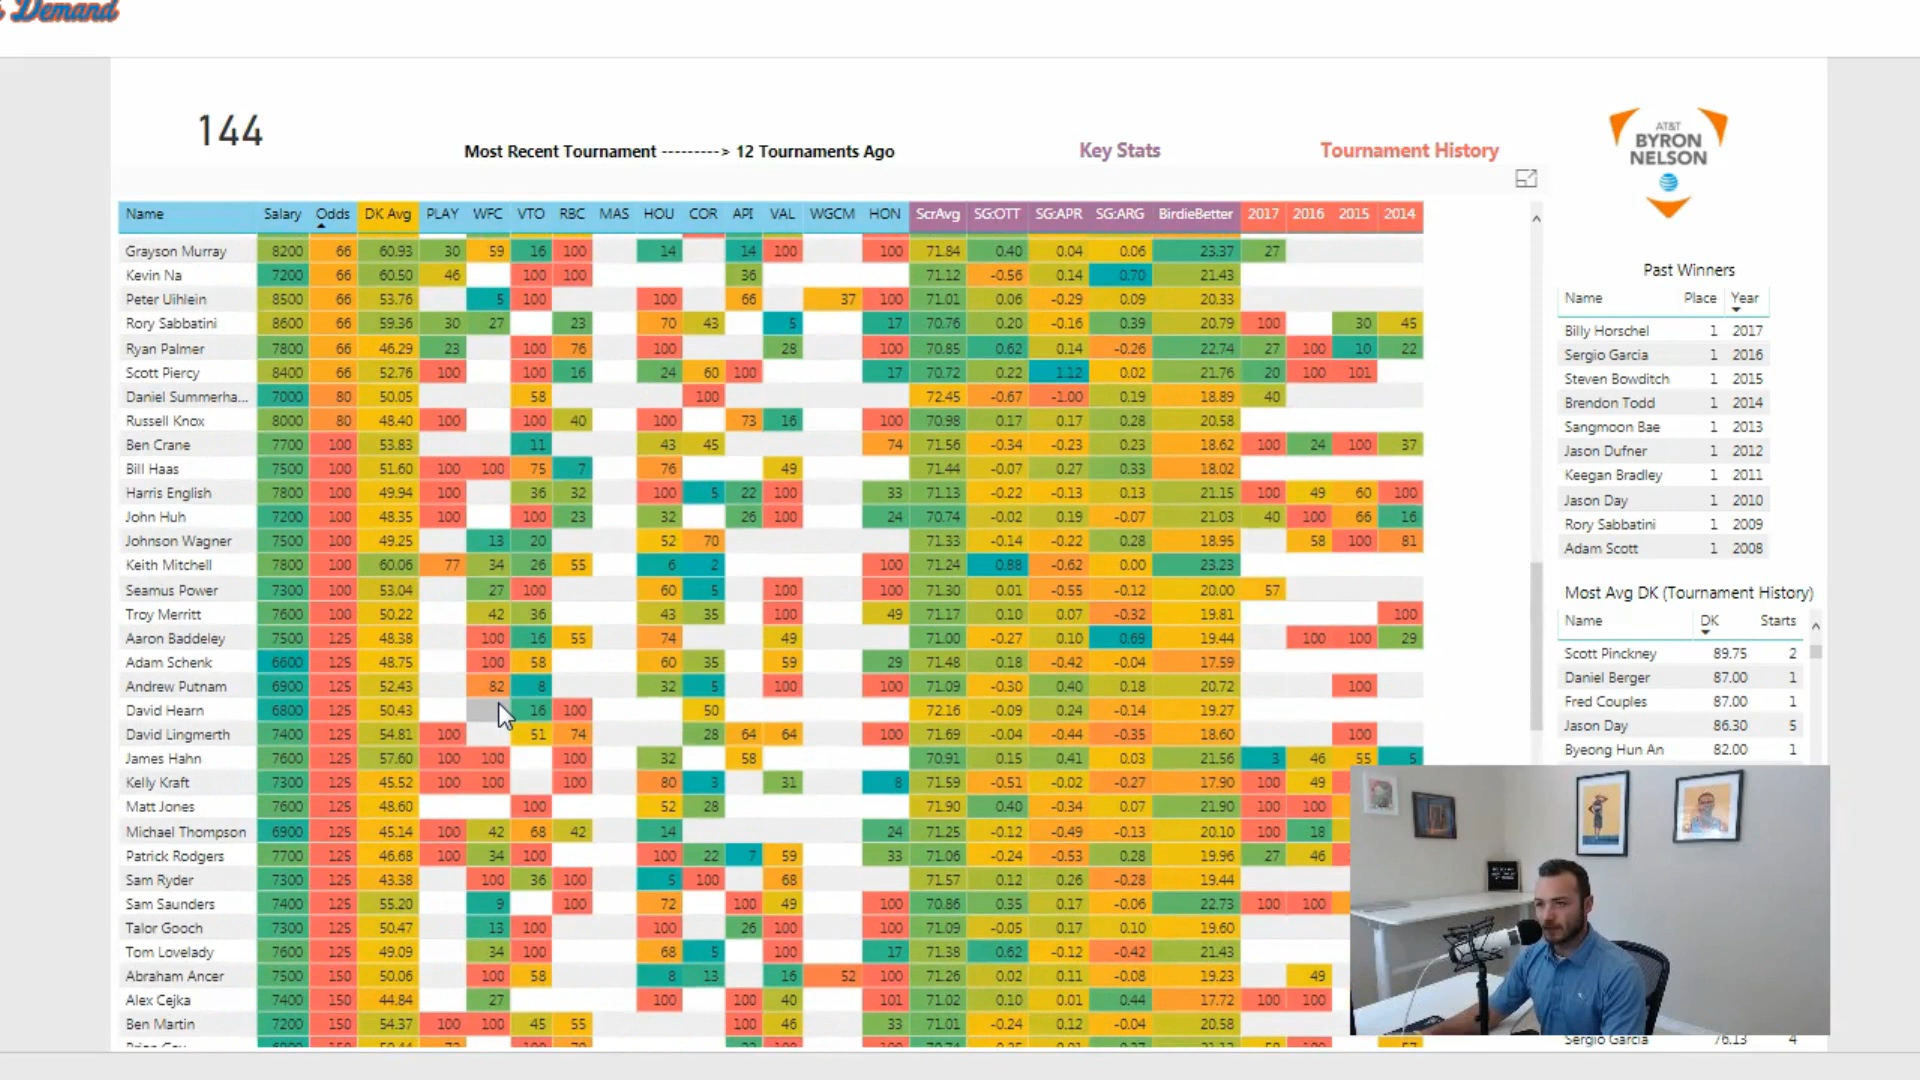 Demand
144
Most Recent Tournament --------> 12 Tournaments Ago
Key Stats
Tournament History
AT&T
BYRON
NELSON
Name Salary Odds DK Avg PLAY WFC VTO RBC MAS HOU COR API VAL WGCM HON ScrAvg SG:OTT SG:APR SG:ARG BirdieBetter 2017 2016 2015 2014
Grayson Murray 8200 66 60.93 30 59 16 100 14 14 100 100 71.84 0.40 0.04 0.06 23.37 27
Kevin Na 7200 66 60.50 46 100 100 36 71.12 -0.56 0.14 0.70 21.43
Peter Uihlein 8500 66 53.76 5 100 100 66 37 100 71.01 0.06 -0.29 0.09 20.33
Rory Sabbatini 8600 66 59.36 30 27 23 70 43 5 17 70.76 0.20 -0.16 0.39 20.79 100 30 45
Ryan Palmer 7800 66 46.29 23 100 76 100 28 100 70.85 0.62 0.14 -0.26 22.74 27 100 10 22
Scott Piercy 8400 66 52.76 100 100 16 24 60 100 17 70.72 0.22 1.12 0.02 21.76 20 100 101
Daniel Summerha... 7000 80 50.05 58 100 72.45 -0.67 -1.00 0.19 18.89 40
Russell Knox 8000 80 48.40 100 100 40 100 73 16 100 70.98 0.17 0.17 0.28 20.58
Ben Crane 7700 100 53.83 11 43 45 74 71.56 -0.34 -0.23 0.23 18.62 100 24 100 37
Bill Haas 7500 100 51.60 100 100 75 7 76 49 71.44 -0.07 0.27 0.33 18.02
Harris English 7800 100 49.94 100 36 32 100 5 22 100 33 71.13 -0.22 -0.13 0.13 21.15 100 49 60 100
John Huh 7200 100 48.35 100 100 23 32 26 100 24 70.74 -0.02 0.19 -0.07 21.03 40 100 66 16
Johnson Wagner 7500 100 49.25 13 20 52 70 71.33 -0.14 -0.22 0.28 18.95 58 100 81
Keith Mitchell 7800 100 60.06 77 34 26 55 6 2 100 71.24 0.88 -0.62 0.00 23.23
Seamus Power 7300 100 53.04 27 100 60 5 100 100 71.30 0.01 -0.55 -0.12 20.00 57
Troy Merritt 7600 100 50.22 42 36 43 35 100 49 71.17 0.10 0.07 -0.32 19.81 100
Aaron Baddeley 7500 125 48.38 100 16 55 74 49 71.00 -0.27 0.10 0.69 19.44 100 100 29
Adam Schenk 6600 125 48.75 100 58 60 35 59 29 71.48 0.18 -0.42 -0.04 17.59
Andrew Putnam 6900 125 52.43 82 8 32 5 100 100 71.09 -0.30 0.40 0.18 20.72 100
David Hearn 6800 125 50.43 16 100 50 72.16 -0.09 0.24 -0.14 19.27
David Lingmerth 7400 125 54.81 100 51 74 28 64 64 100 71.69 -0.04 -0.44 -0.35 18.60 100
James Hahn 7600 125 57.60 100 100 100 32 58 70.91 0.15 0.41 0.03 21.56 3 46 55 5
Kelly Kraft 7300 125 45.52 100 100 100 80 3 31 8 71.59 -0.51 -0.02 -0.27 17.90 100 49
Matt Jones 7600 125 48.60 100 52 28 71.90 0.40 -0.34 0.07 21.90 100 100
Michael Thompson 6900 125 45.14 100 42 68 42 14 24 71.25 -0.12 -0.49 -0.13 20.10 100 18
Patrick Rodgers 7700 125 46.68 100 34 100 100 22 7 59 33 71.06 -0.24 -0.53 0.28 19.96 27 46
Sam Ryder 7300 125 43.38 100 36 100 5 100 68 71.57 0.12 0.26 -0.28 19.44
Sam Saunders 7400 125 55.20 9 100 72 100 49 100 70.86 0.35 0.17 -0.06 22.73 100 100
Talor Gooch 7300 125 50.47 13 100 100 26 100 100 71.09 -0.05 0.17 0.10 19.60
Tom Lovelady 7600 125 49.09 34 100 68 5 100 17 71.38 0.62 -0.12 -0.42 21.43
Abraham Ancer 7500 150 50.06 100 58 8 13 16 52 100 71.26 0.02 0.11 -0.08 19.23 49
Alex Cejka 7400 150 44.84 27 100 100 40 101 71.02 0.10 0.01 0.44 17.72 100 100
Ben Martin 7200 150 54.37 100 100 45 55 100 46 33 71.01 -0.24 0.12 -0.04 20.58
Past Winners
Name Place Year
Billy Horschel 1 2017
Sergio Garcia 1 2016
Steven Bowditch 1 2015
Brendon Todd 1 2014
Sangmoon Bae 1 2013
Jason Dufner 1 2012
Keegan Bradley 1 2011
Jason Day 1 2010
Rory Sabbatini 1 2009
Adam Scott 1 2008
Most Avg DK (Tournament History)
Name DK Starts
Scott Pinckney 89.75 2
Daniel Berger 87.00 1
Fred Couples 87.00 1
Jason Day 86.30 5
Byeong Hun An 82.00 1
Sergio Garcia 76.13 4